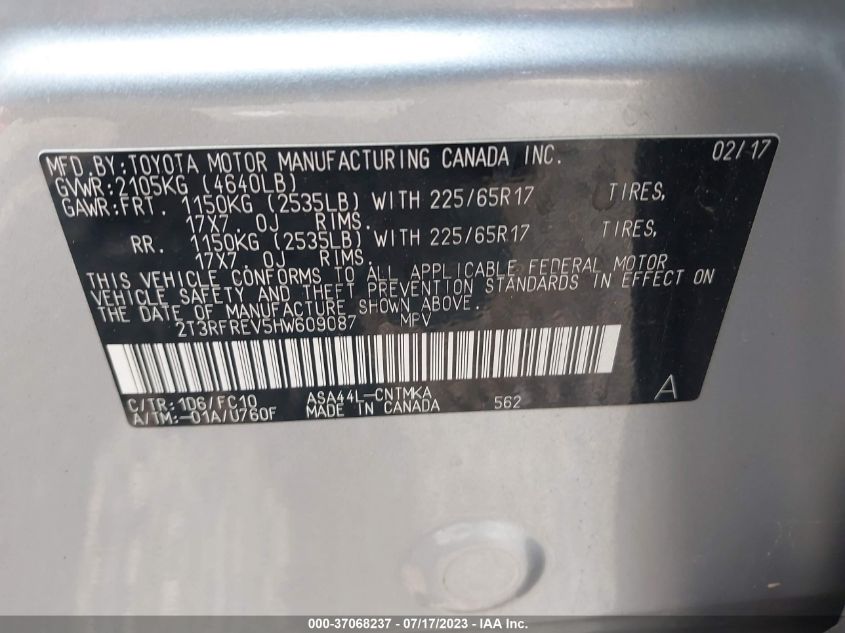 MFD.BY:TOYOTA MOTOR MANUFACTURING CANADA INC. 02/17
GVWR:2105KG (4640LB)
GAWR:FRT. 1150KG (2535LB) WITH 225/65R17 TIRES,
17X7.0J RIMS.
RR. 1150KG (2535LB) WITH 225/65R17 TIRES,
17X7.0J RIMS.
THIS VEHICLE CONFORMS TO ALL APPLICABLE FEDERAL MOTOR
VEHICLE SAFETY AND THEFT PREVENTION STANDARDS IN EFFECT ON
THE DATE OF MANUFACTURE SHOWN ABOVE.
2T3RFREV5HW609087 MPV
C/TR:1D6/FC10 ASA44L-CNTMKA 562 A
A/TM:-01A/U760F MADE IN CANADA
000-37068237 - 07/17/2023 - © IAA Inc.